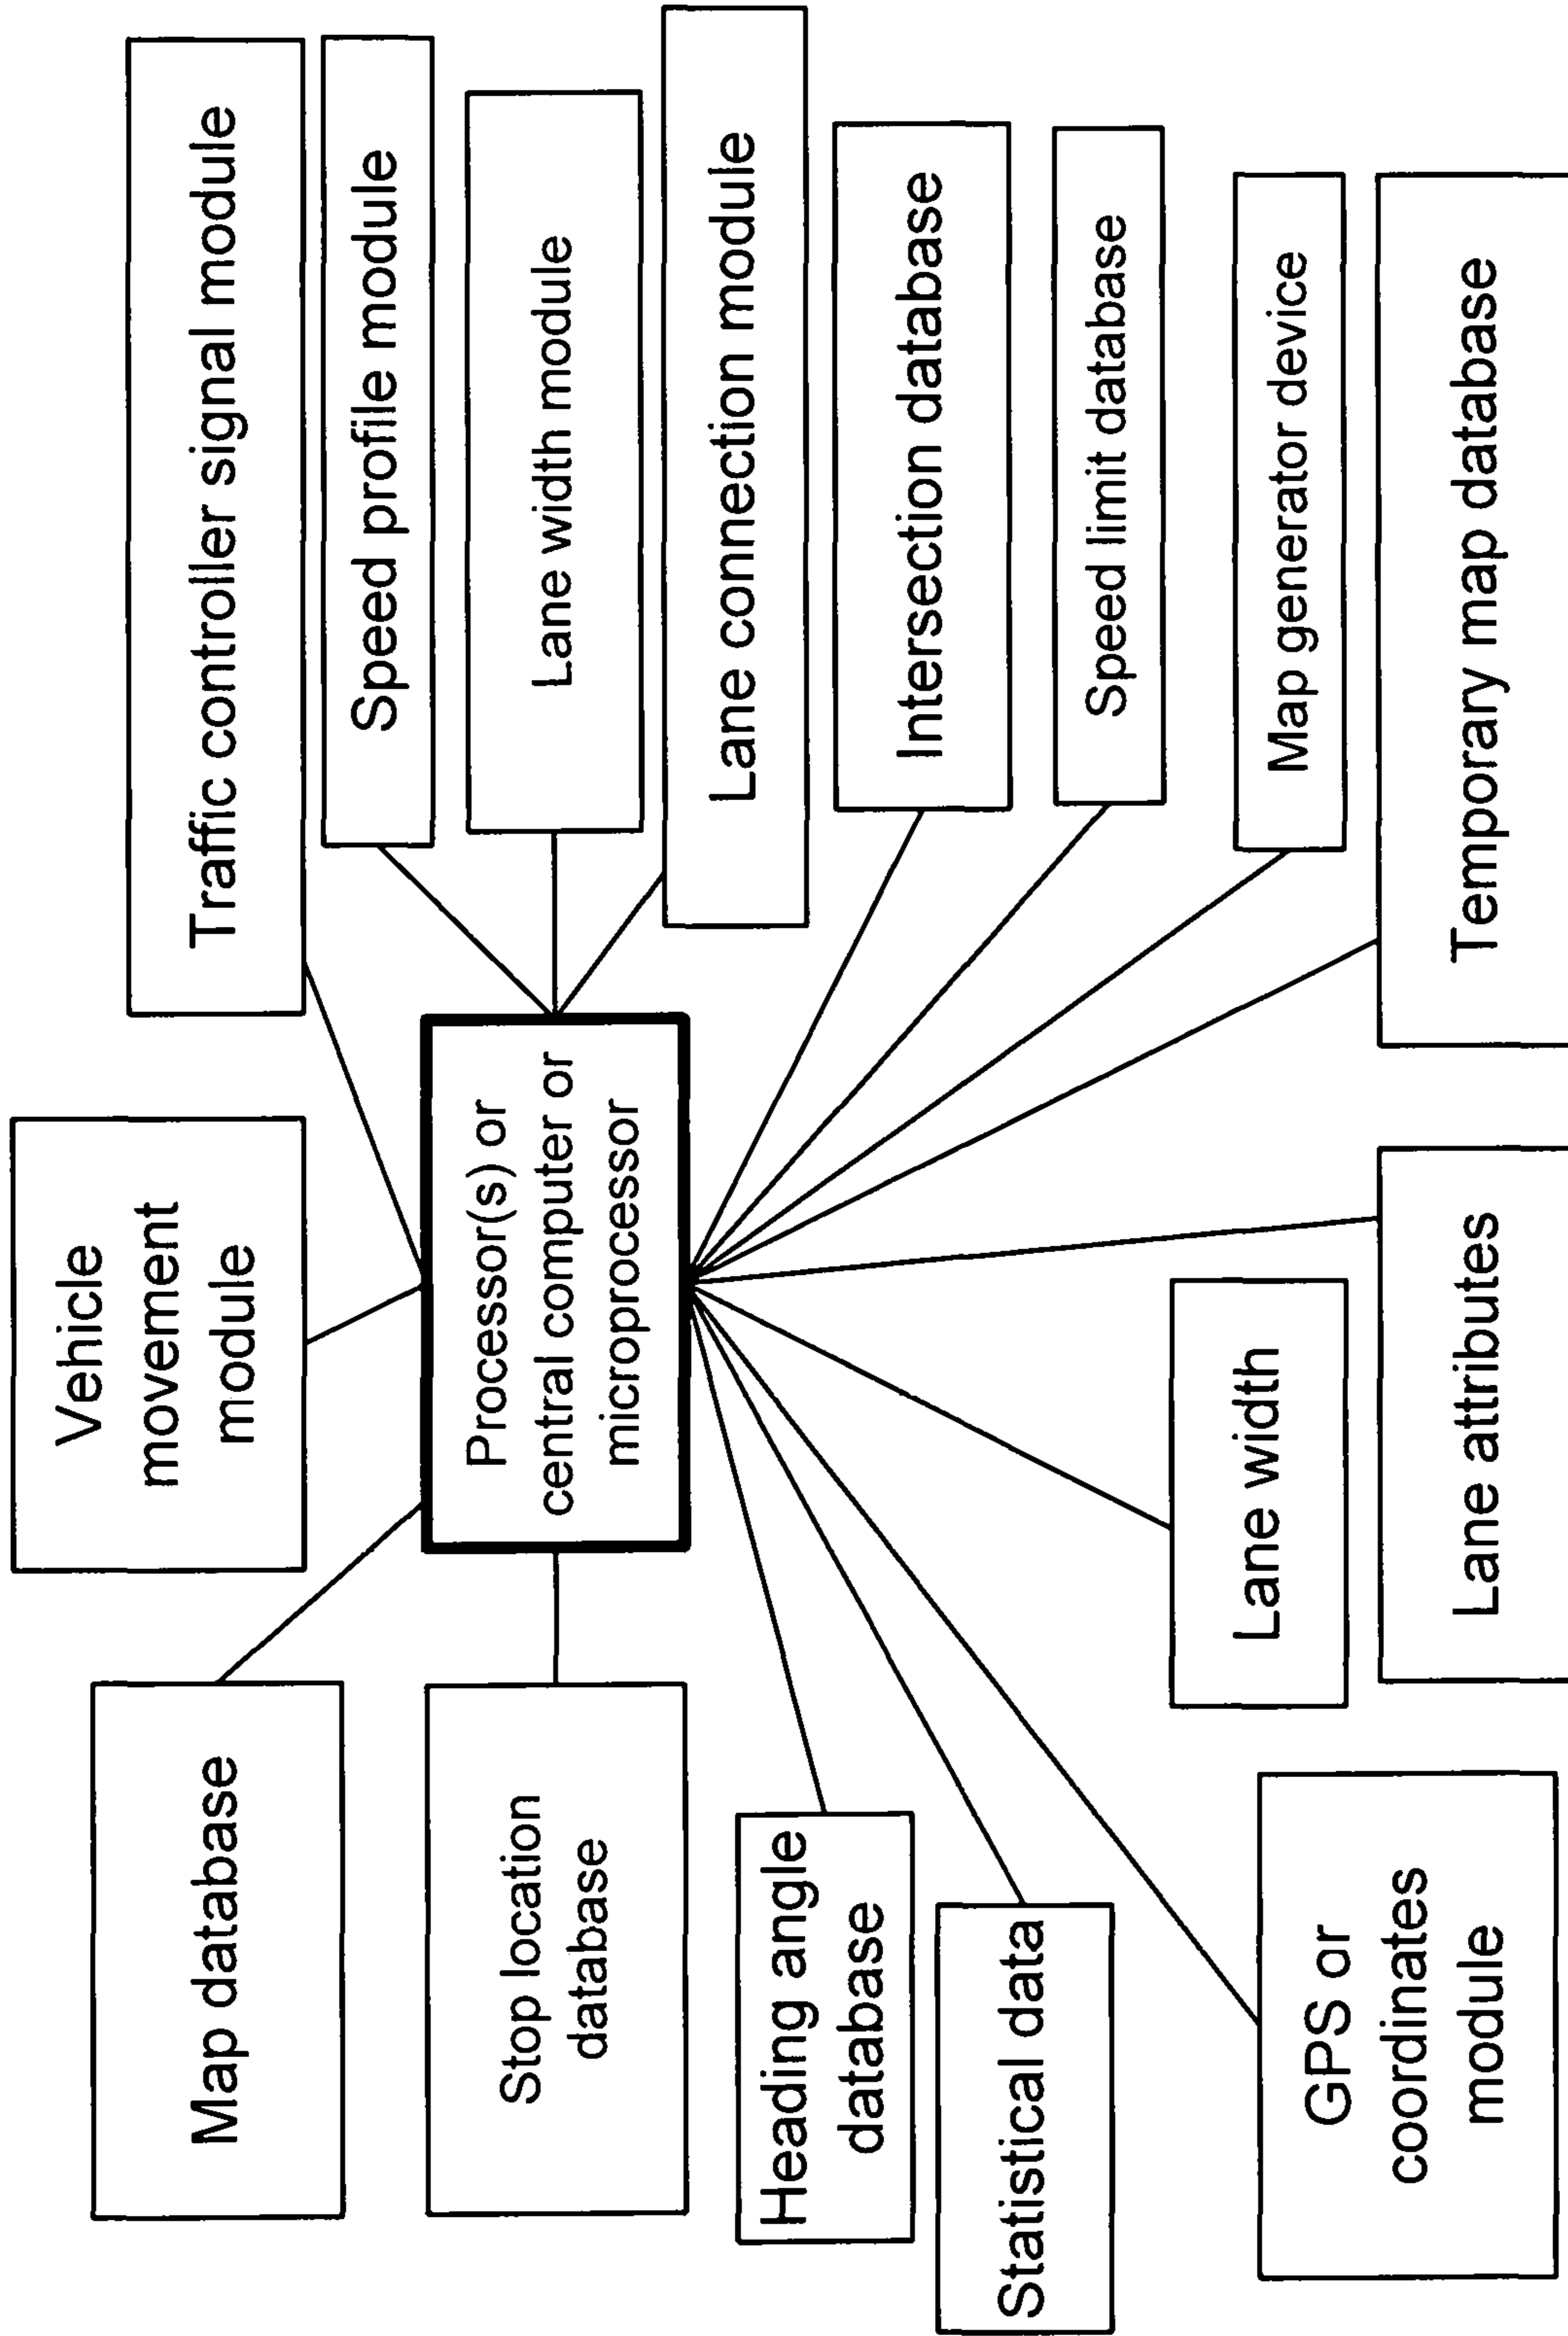 Vehicle
movement
module
Traffic controller signal module
Map database
Speed profile module
Processor(s) or
central computer or
microprocessor
Stop location
database
Lane width module
Lane connection module
Heading angle
database
Intersection database
Statistical data
Speed limit database
Lane width
Map generator device
GPS or
coordinates
module
Lane attributes
Temporary map database